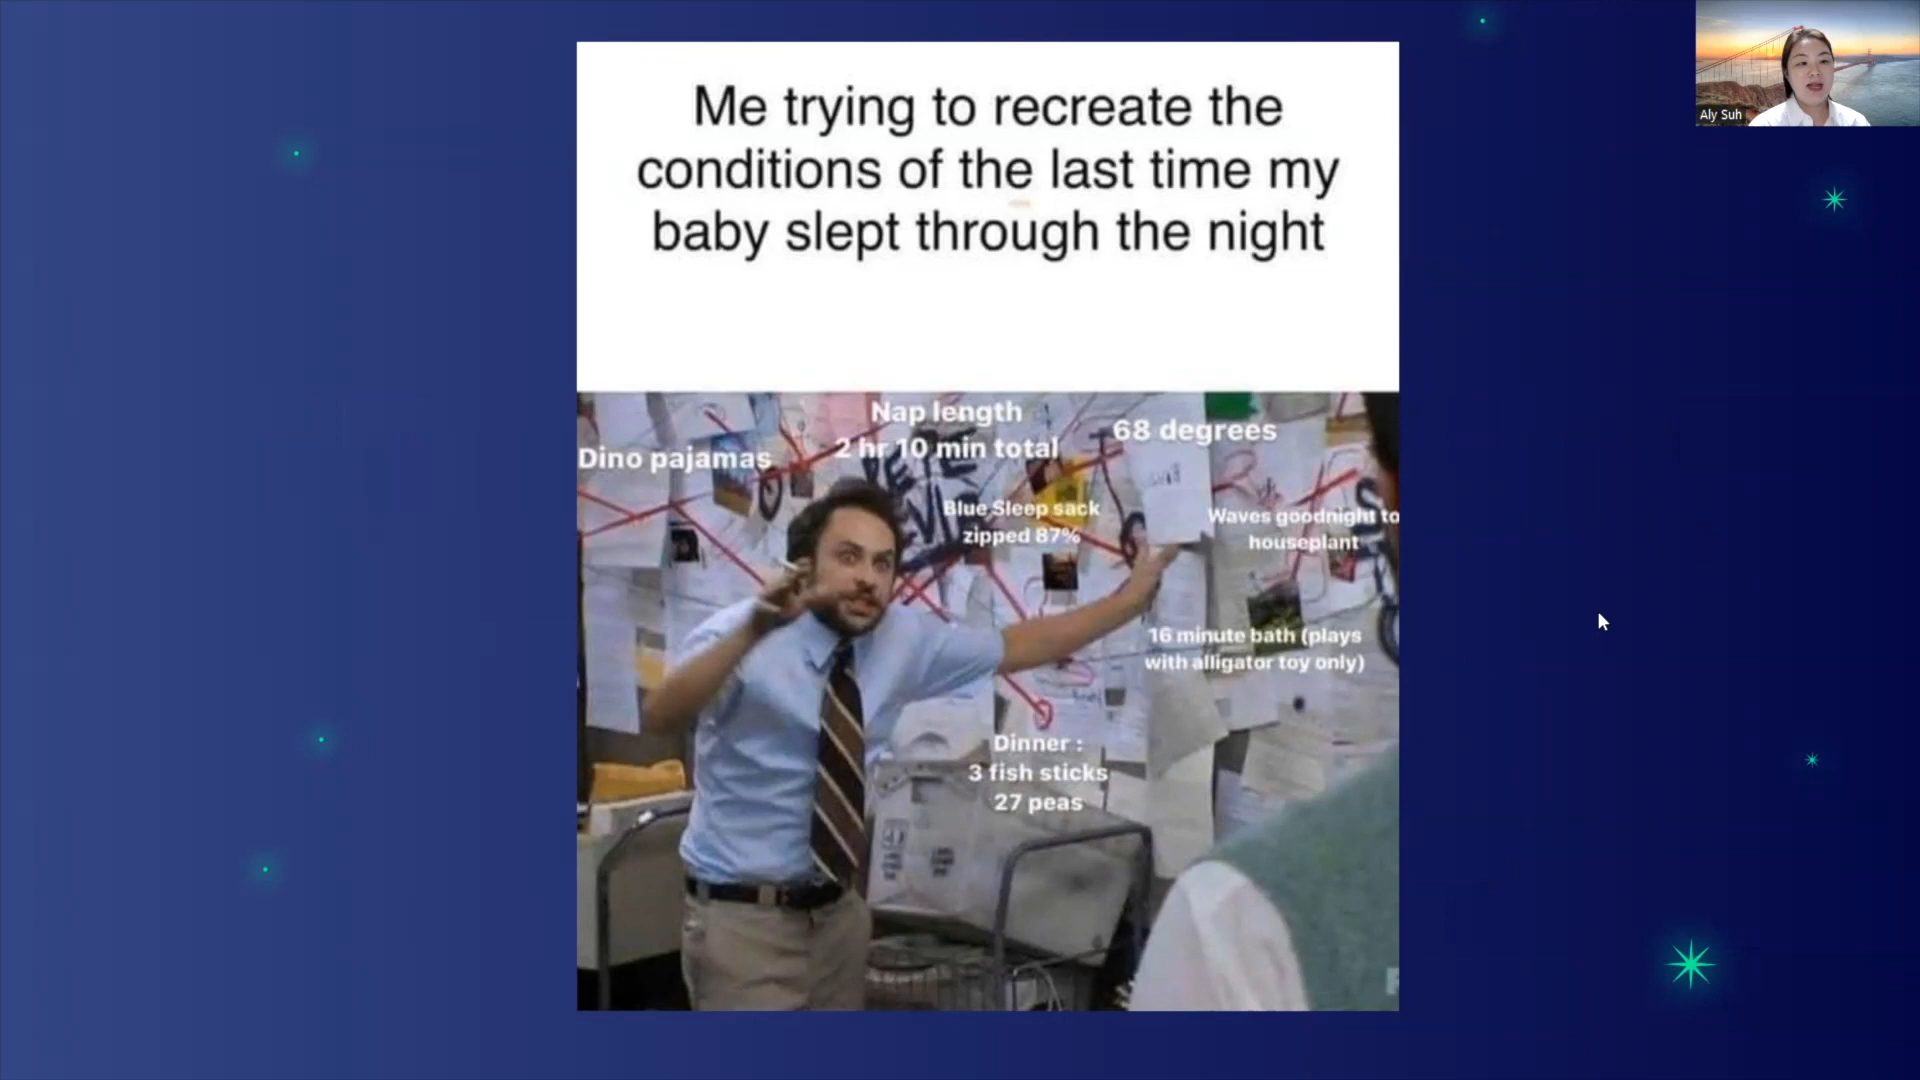 Me trying to recreate the
conditions of the last time my
baby slept through the night
Aly Suh
Nap length
2 hr 10 min total
68 degrees
Dino pajamas
Blue Sleep sack
zipped 87%
Waves goodnight to
houseplant
16 minute bath (plays
with alligator toy only)
Dinner :
3 fish sticks
27 peas